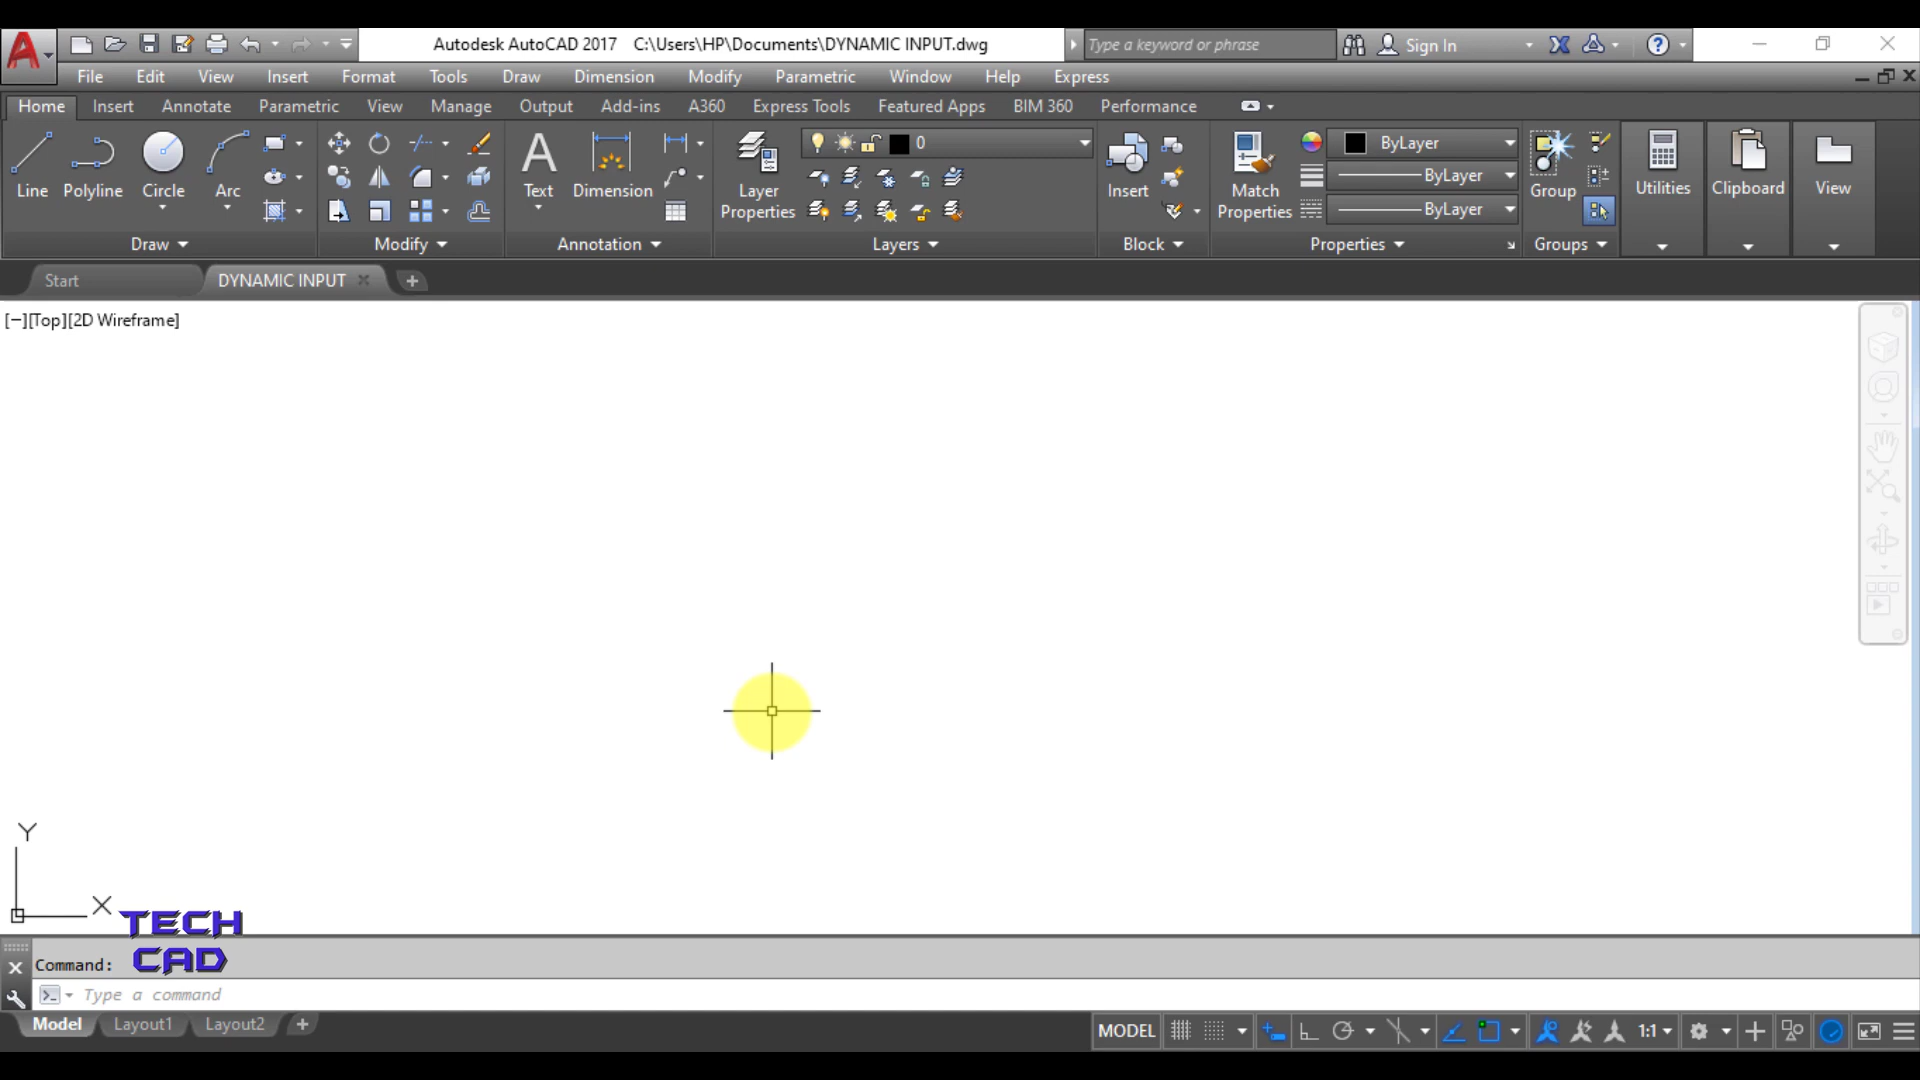 Autodesk AutoCAD 2017 C:\Users\HP\Documents\DYNAMIC INPUT.dwg
Type a keyword or phrase
Sign In
File Edit View Insert Format Tools Draw Dimension Modify Parametric Window Help Express
Home Insert Annotate Parametric View Manage Output Add-ins A360 Express Tools Featured Apps BIM 360 Performance
0
ByLayer
ByLayer
ByLayer
Line Polyline Circle Arc Text Dimension Layer Properties Insert Match Properties Group Utilities Clipboard View
Draw Modify Annotation Layers Block Properties Groups
Start DYNAMIC INPUT
[−][Top][2D Wireframe]
Y
X
TECH
CAD
Command:
Type a command
Model Layout1 Layout2
MODEL 1:1